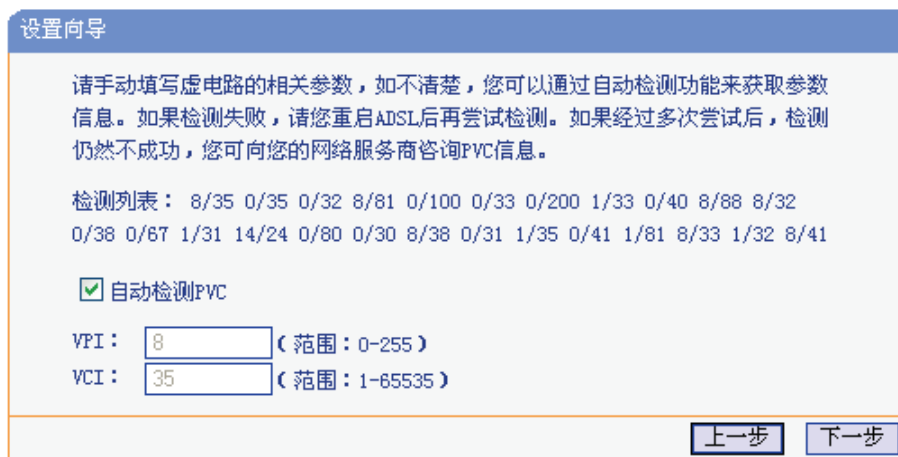 设置向导
请手动填写虚电路的相关参数，如不清楚，您可以通过自动检测功能来获取参数
信息。如果检测失败，请您重启ADSL后再尝试检测。如果经过多次尝试后，检测
仍然不成功，您可向您的网络服务商咨询PVC信息。
检测列表： 8/35 0/35 0/32 8/81 0/100 0/33 0/200 1/33 0/40 8/88 8/32
0/38 0/67 1/31 14/24 0/80 0/30 8/38 0/31 1/35 0/41 1/81 8/33 1/32 8/41
自动检测PVC
VPI： 8 （范围：0-255）
VCI： 35 （范围：1-65535）
上一步 下一步